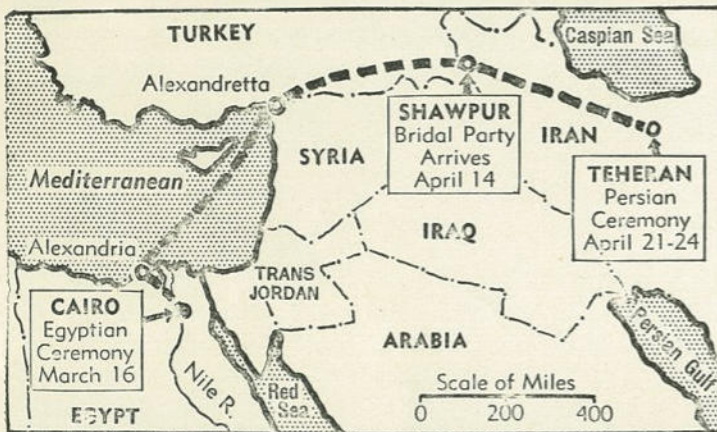 TURKEY
Caspian Sea
Alexandretta
SHAWPUR
Bridal Party
Arrives
April 14
IRAN
SYRIA
TEHERAN
Persian
Ceremony
April 21-24
Mediterranean
Alexandria
IRAQ
TRANS
JORDAN
CAIRO
Egyptian
Ceremony
March 16
ARABIA
Persian Gulf
Nile R.
Red
Sea
Scale of Miles
0 200 400
EGYPT